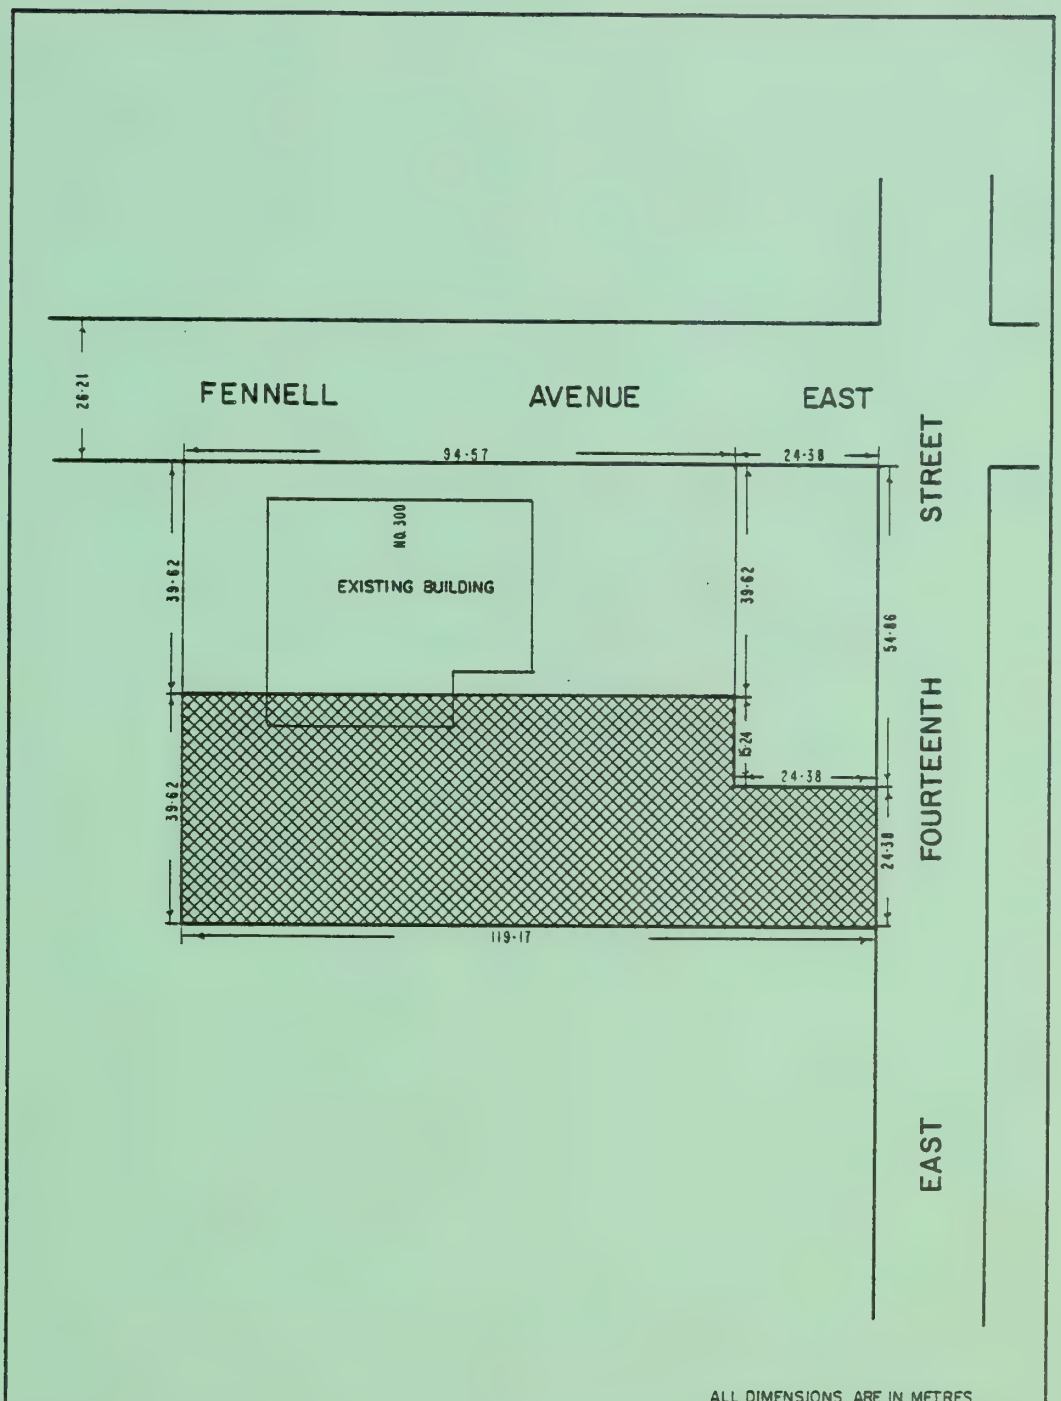 FENNELL AVENUE EAST
26·21
94·57
24·38
STREET
NO. 300
EXISTING BUILDING
39·62
39·62
54·86
FOURTEENTH
15·24
24·38
39·62
24·38
119·17
EAST
ALL DIMENSIONS ARE IN METRES